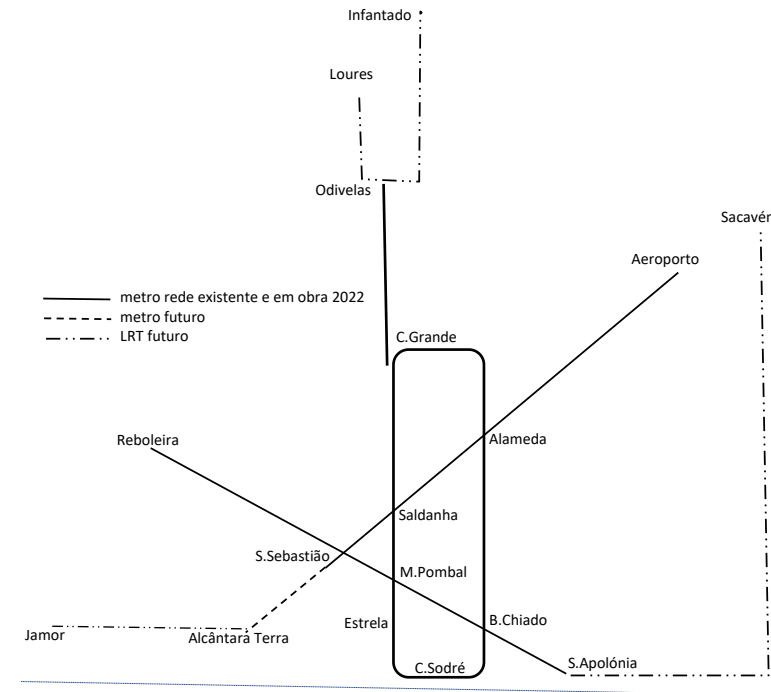 Infantado
Loures
Odivelas
Sacavér
Aeroporto
metro rede existente e em obra 2022
metro futuro
LRT futuro
C.Grande
Reboleira
Alameda
Saldanha
S.Sebastião
M.Pombal
Estrela
B.Chiado
Jamor
Alcântara Terra
C.Sodré
S.Apolónia